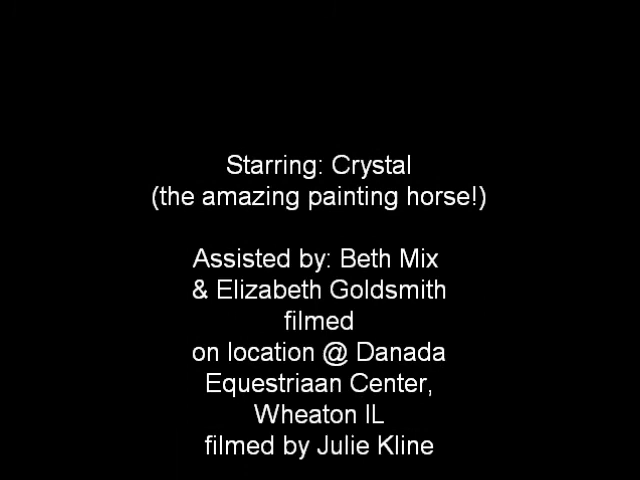 Starring: Crystal
(the amazing painting horse!)
Assisted by: Beth Mix
& Elizabeth Goldsmith
filmed
on location @ Danada
Equestriaan Center,
Wheaton IL
filmed by Julie Kline